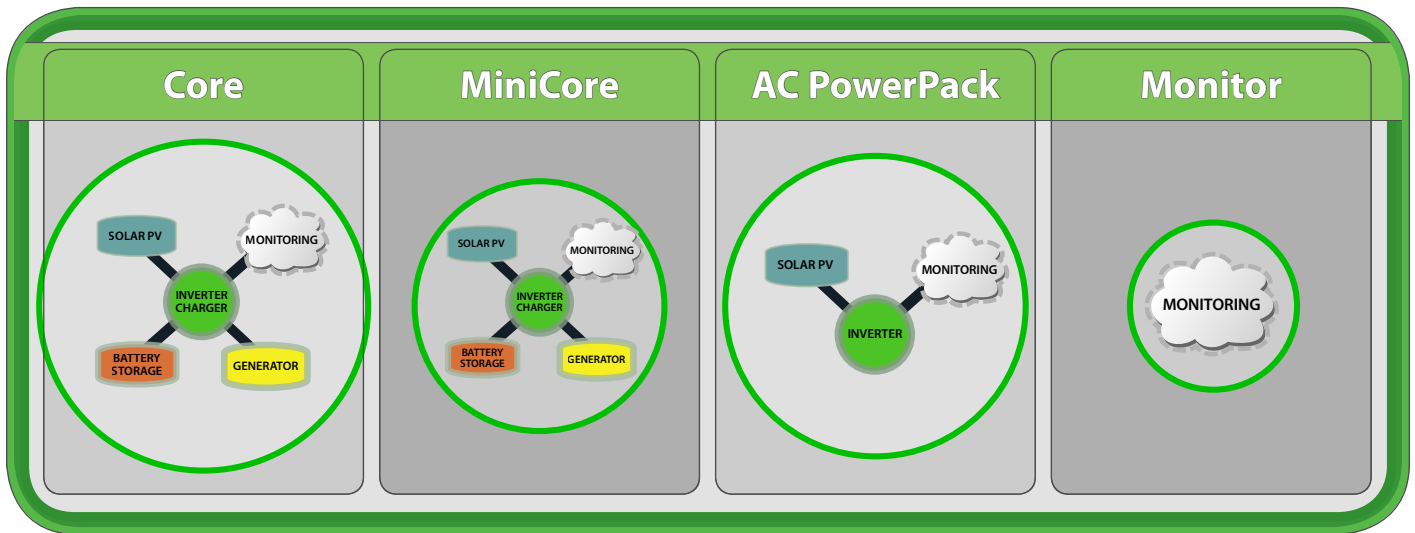 Core
SOLAR PV
MONITORING
INVERTER
CHARGER
BATTERY
STORAGE
GENERATOR
MiniCore
SOLAR PV
MONITORING
INVERTER
CHARGER
BATTERY
STORAGE
GENERATOR
AC PowerPack
SOLAR PV
MONITORING
INVERTER
Monitor
MONITORING